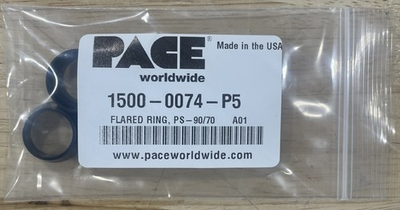 PACE® Made in the USA
worldwide
1500-0074-P5
FLARED RING, PS-90/70 A01
www.paceworldwide.com